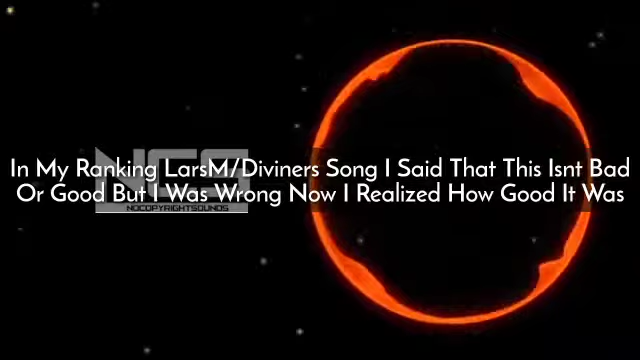 In My Ranking LarsM/Diviners Song I Said That This Isnt Bad
Or Good But I Was Wrong Now I Realized How Good It Was
NCS
NOCOPYRIGHTSOUNDS